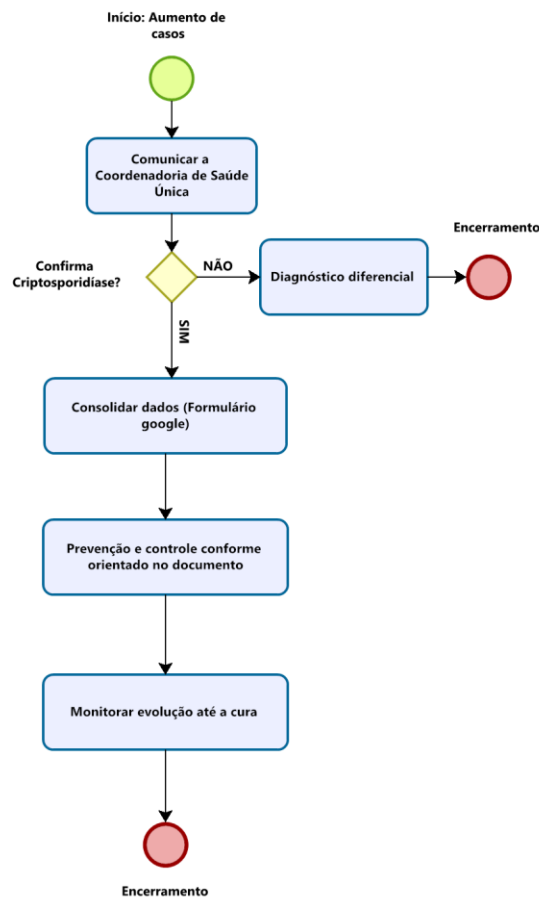 Início: Aumento de
casos
Comunicar a
Coordenadoria de Saúde
Única
Confirma
Criptosporidíase?
NÃO
Diagnóstico diferencial
Encerramento
SIM
Consolidar dados (Formulário
google)
Prevenção e controle conforme
orientado no documento
Monitorar evolução até a cura
Encerramento